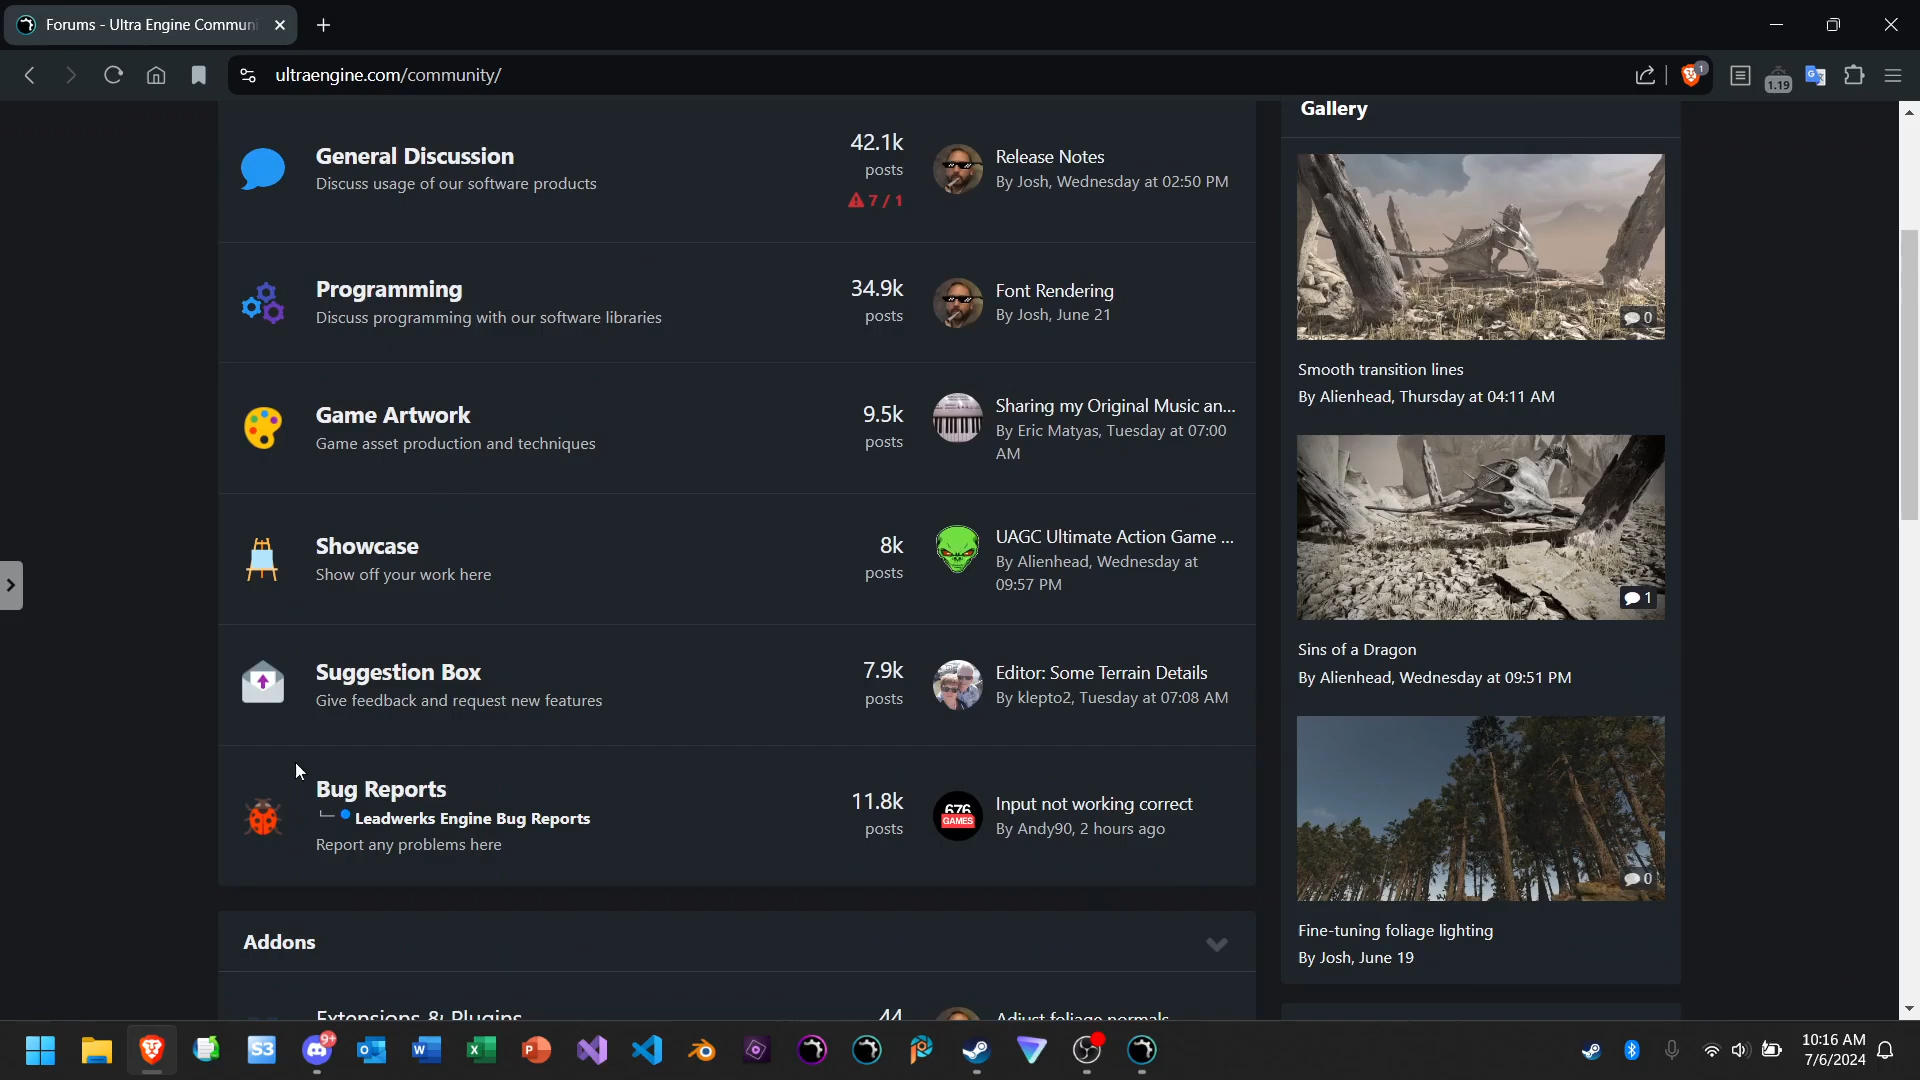 Forums - Ultra Engine Communi
ultraengine.com/community/
1
1.19
General Discussion
Discuss usage of our software products
42.1k
posts
7 / 1
Release Notes
By Josh, Wednesday at 02:50 PM
Programming
Discuss programming with our software libraries
34.9k
posts
Font Rendering
By Josh, June 21
Game Artwork
Game asset production and techniques
9.5k
posts
Sharing my Original Music an...
By Eric Matyas, Tuesday at 07:00
AM
Showcase
Show off your work here
8k
posts
UAGC Ultimate Action Game ...
By Alienhead, Wednesday at
09:57 PM
Suggestion Box
Give feedback and request new features
7.9k
posts
Editor: Some Terrain Details
By klepto2, Tuesday at 07:08 AM
Bug Reports
Leadwerks Engine Bug Reports
Report any problems here
11.8k
posts
676
GAMES
Input not working correct
By Andy90, 2 hours ago
Addons
Extensions & Plugins
44
Adjust foliage normals
Gallery
0
Smooth transition lines
By Alienhead, Thursday at 04:11 AM
1
Sins of a Dragon
By Alienhead, Wednesday at 09:51 PM
0
Fine-tuning foliage lighting
By Josh, June 19
S3
9+
10:16 AM
7/6/2024